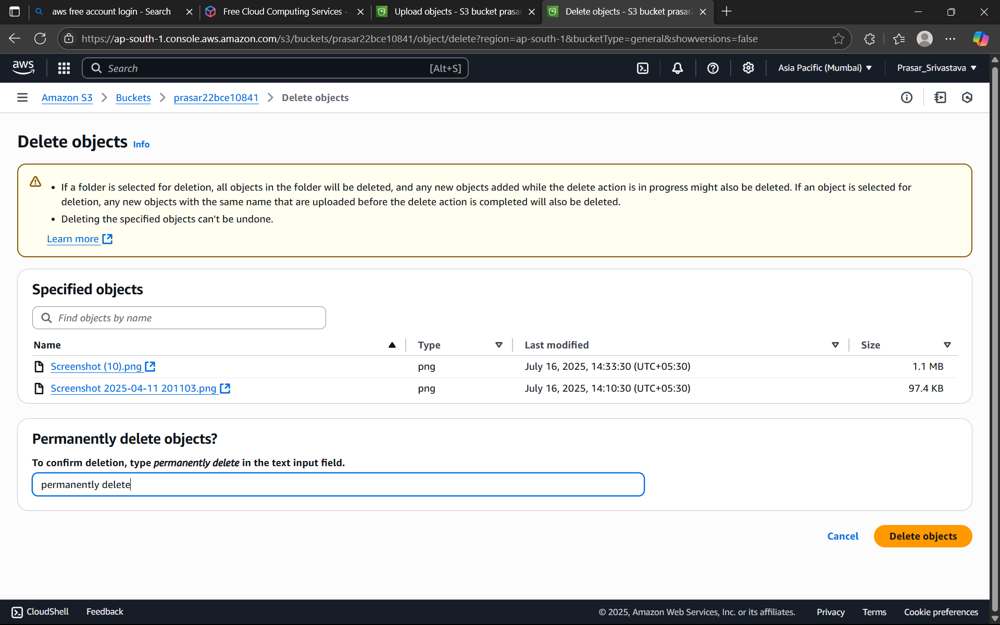 aws free account login - Search
Free Cloud Computing Services -
Upload objects - S3 bucket prasar
Delete objects - S3 bucket prasar2
https://ap-south-1.console.aws.amazon.com/s3/buckets/prasar22bce10841/object/delete?region=ap-south-1&bucketType=general&showversions=false
aws
Search
[Alt+S]
Asia Pacific (Mumbai)
Prasar_Srivastava
Amazon S3 > Buckets > prasar22bce10841 > Delete objects
Delete objects Info
• If a folder is selected for deletion, all objects in the folder will be deleted, and any new objects added while the delete action is in progress might also be deleted. If an object is selected for
deletion, any new objects with the same name that are uploaded before the delete action is completed will also be deleted.
• Deleting the specified objects can't be undone.
Learn more
Specified objects
Find objects by name
Name Type Last modified Size
Screenshot (10).png png July 16, 2025, 14:33:30 (UTC+05:30) 1.1 MB
Screenshot 2025-04-11 201103.png png July 16, 2025, 14:10:30 (UTC+05:30) 97.4 KB
Permanently delete objects?
To confirm deletion, type permanently delete in the text input field.
permanently delete
Cancel
Delete objects
CloudShell Feedback © 2025, Amazon Web Services, Inc. or its affiliates. Privacy Terms Cookie preferences